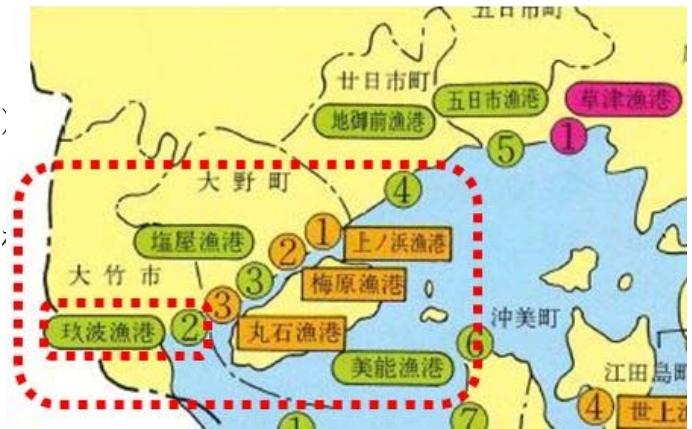 五日市町
廿日市町
五日市漁港
草津漁港
地御前漁港
⑤
①
大野町
④
塩屋漁港
②
①
上ノ浜漁港
③
梅原漁港
大竹市
③
玖波漁港
②
丸石漁港
沖美町
⑥
美能漁港
江田島町
④
世上
①
⑦